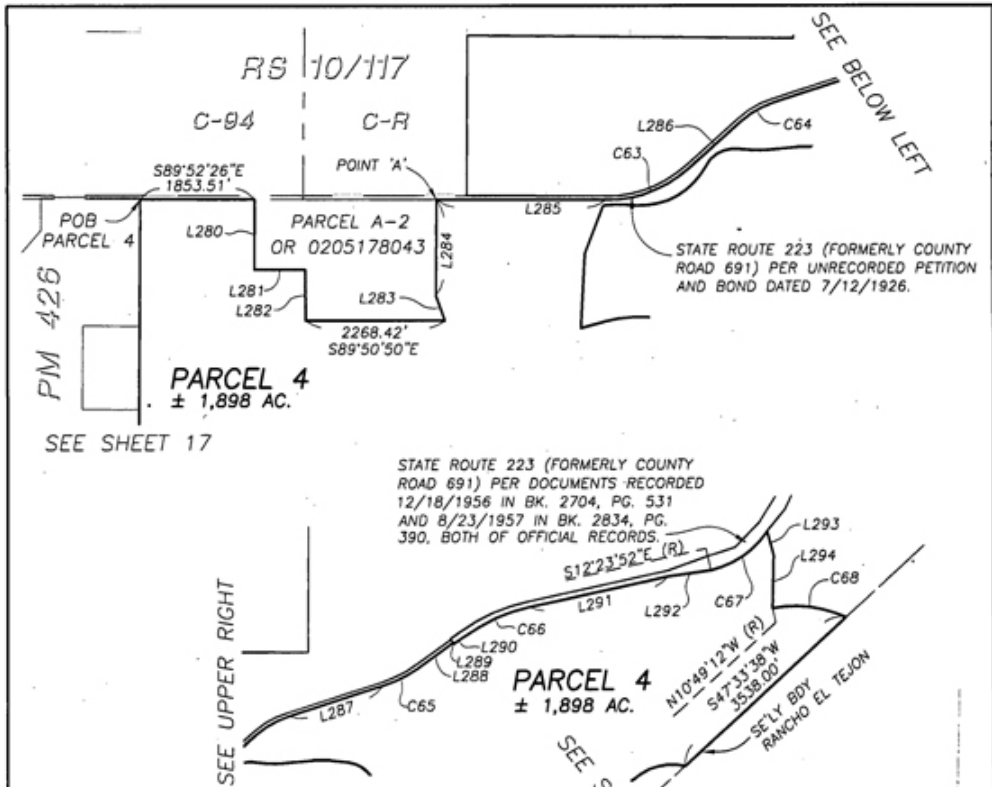 RS 10/117
C-94
C-R
SEE BELOW LEFT
L286
C64
C63
POINT 'A'
S89°52'26"E
1853.51'
POB
PARCEL 4
L280
PARCEL A-2
OR 0205178043
L284
L285
L281
L282
L283
STATE ROUTE 223 (FORMERLY COUNTY
ROAD 691) PER UNRECORDED PETITION
AND BOND DATED 7/12/1926.
2268.42'
S89°50'50"E
PM 426
PARCEL 4
± 1,898 AC.
SEE SHEET 17
STATE ROUTE 223 (FORMERLY COUNTY
ROAD 691) PER DOCUMENTS RECORDED
12/18/1956 IN BK. 2704, PG. 531
AND 8/23/1957 IN BK. 2834, PG.
390, BOTH OF OFFICIAL RECORDS.
L293
S12°23'52"E (R)
L294
C68
L291
L292
C67
C66
L290
L289
L288
SEE UPPER RIGHT
L287
C65
PARCEL 4
± 1,898 AC.
N10°49'12"W (R)
S47°33'38"W
3538.00'
SE'LY BDY
RANCHO EL TEJON
SEE